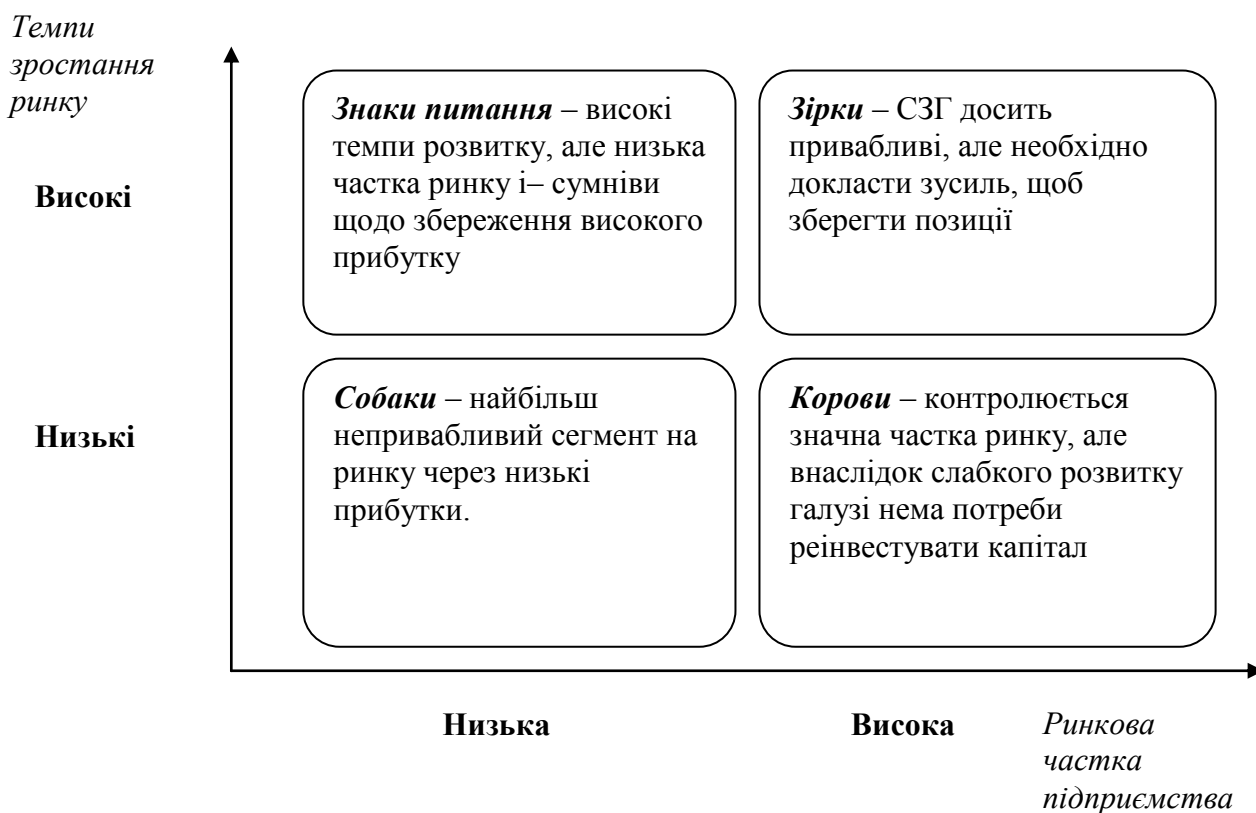 Темпи
зростання
ринку
Високі
Знаки питання – високі
темпи розвитку, але низька
частка ринку і– сумніви
щодо збереження високого
прибутку
Зірки – СЗГ досить
привабливі, але необхідно
докласти зусиль, щоб
зберегти позиції
Низькі
Собаки – найбільш
непривабливий сегмент на
ринку через низькі
прибутки.
Корови – контролюється
значна частка ринку, але
внаслідок слабкого розвитку
галузі нема потреби
реінвестувати капітал
Низька
Висока
Ринкова
частка
підприємства